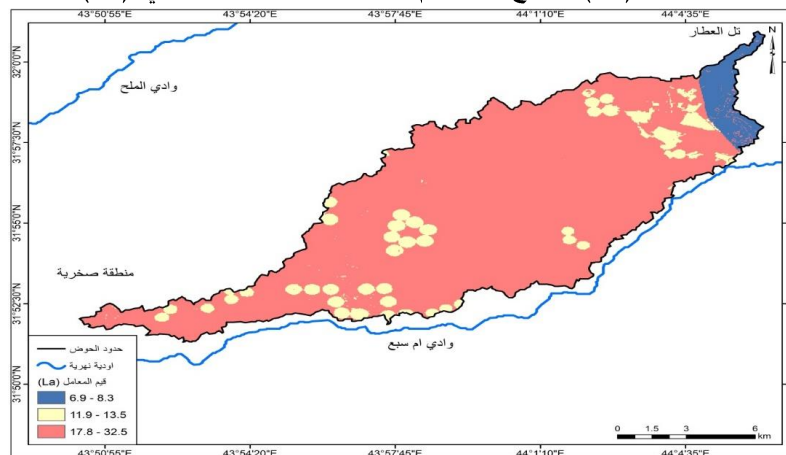 43°50'55"E 43°54'20"E 43°57'45"E 44°1'10"E 44°4'35"E
تل العطار
N
وادي الملح
32°0'0"N
31°57'30"N
31°55'0"N
31°52'30"N
31°50'0"N
منطقة صخرية
وادي ام سبع
حدود الحوض
اودية نهرية
قيم المعامل (La)
6.9 - 8.3
11.9 - 13.5
17.8 - 32.5
0 1.5 3 6
km
43°50'55"E 43°54'20"E 43°57'45"E 44°1'10"E 44°4'35"E